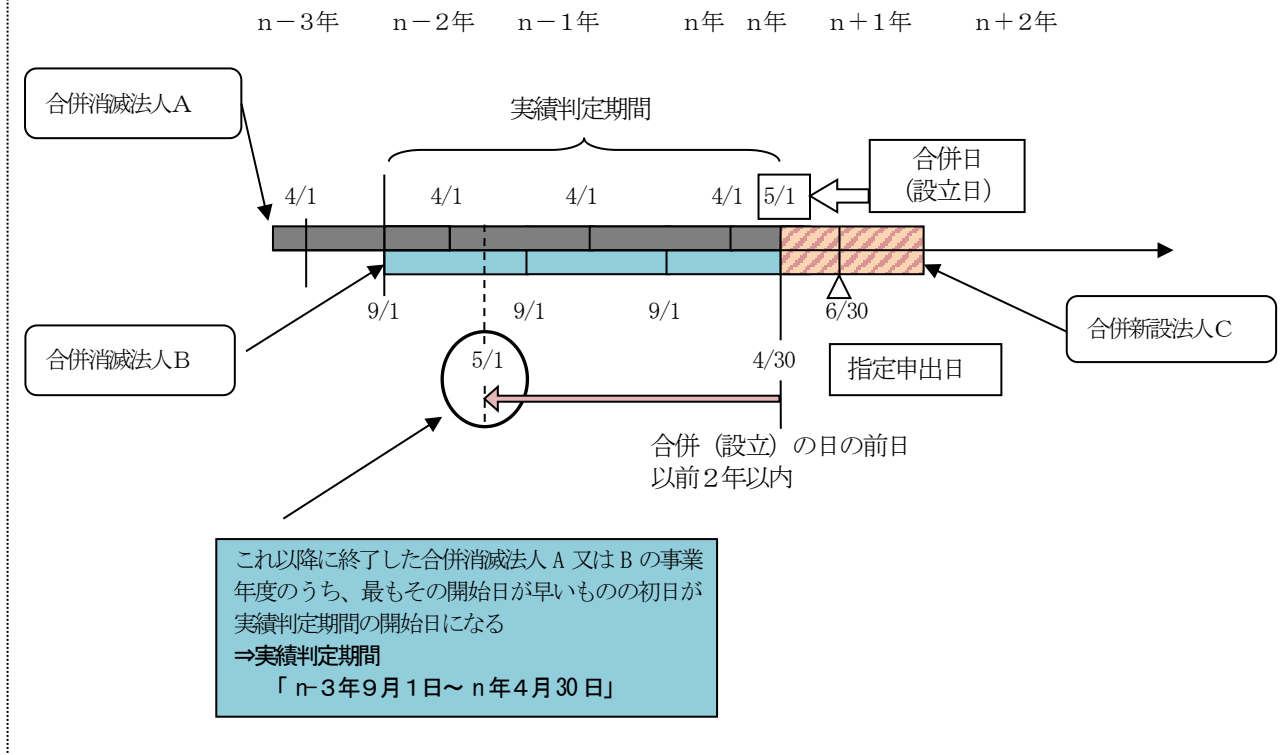 n－3年　n－2年　n－1年　n年　n年　n＋1年　n＋2年
合併消滅法人A
実績判定期間
合併日
（設立日）
4/1　4/1　4/1　4/1　5/1
9/1　9/1　9/1　6/30
合併消滅法人B
合併新設法人C
5/1　4/30
指定申出日
合併（設立）の日の前日
以前２年以内
これ以降に終了した合併消滅法人 A 又は B の事業
年度のうち、最もその開始日が早いものの初日が
実績判定期間の開始日になる
⇒実績判定期間
「 n-３年９月１日～ n 年４月30 日」